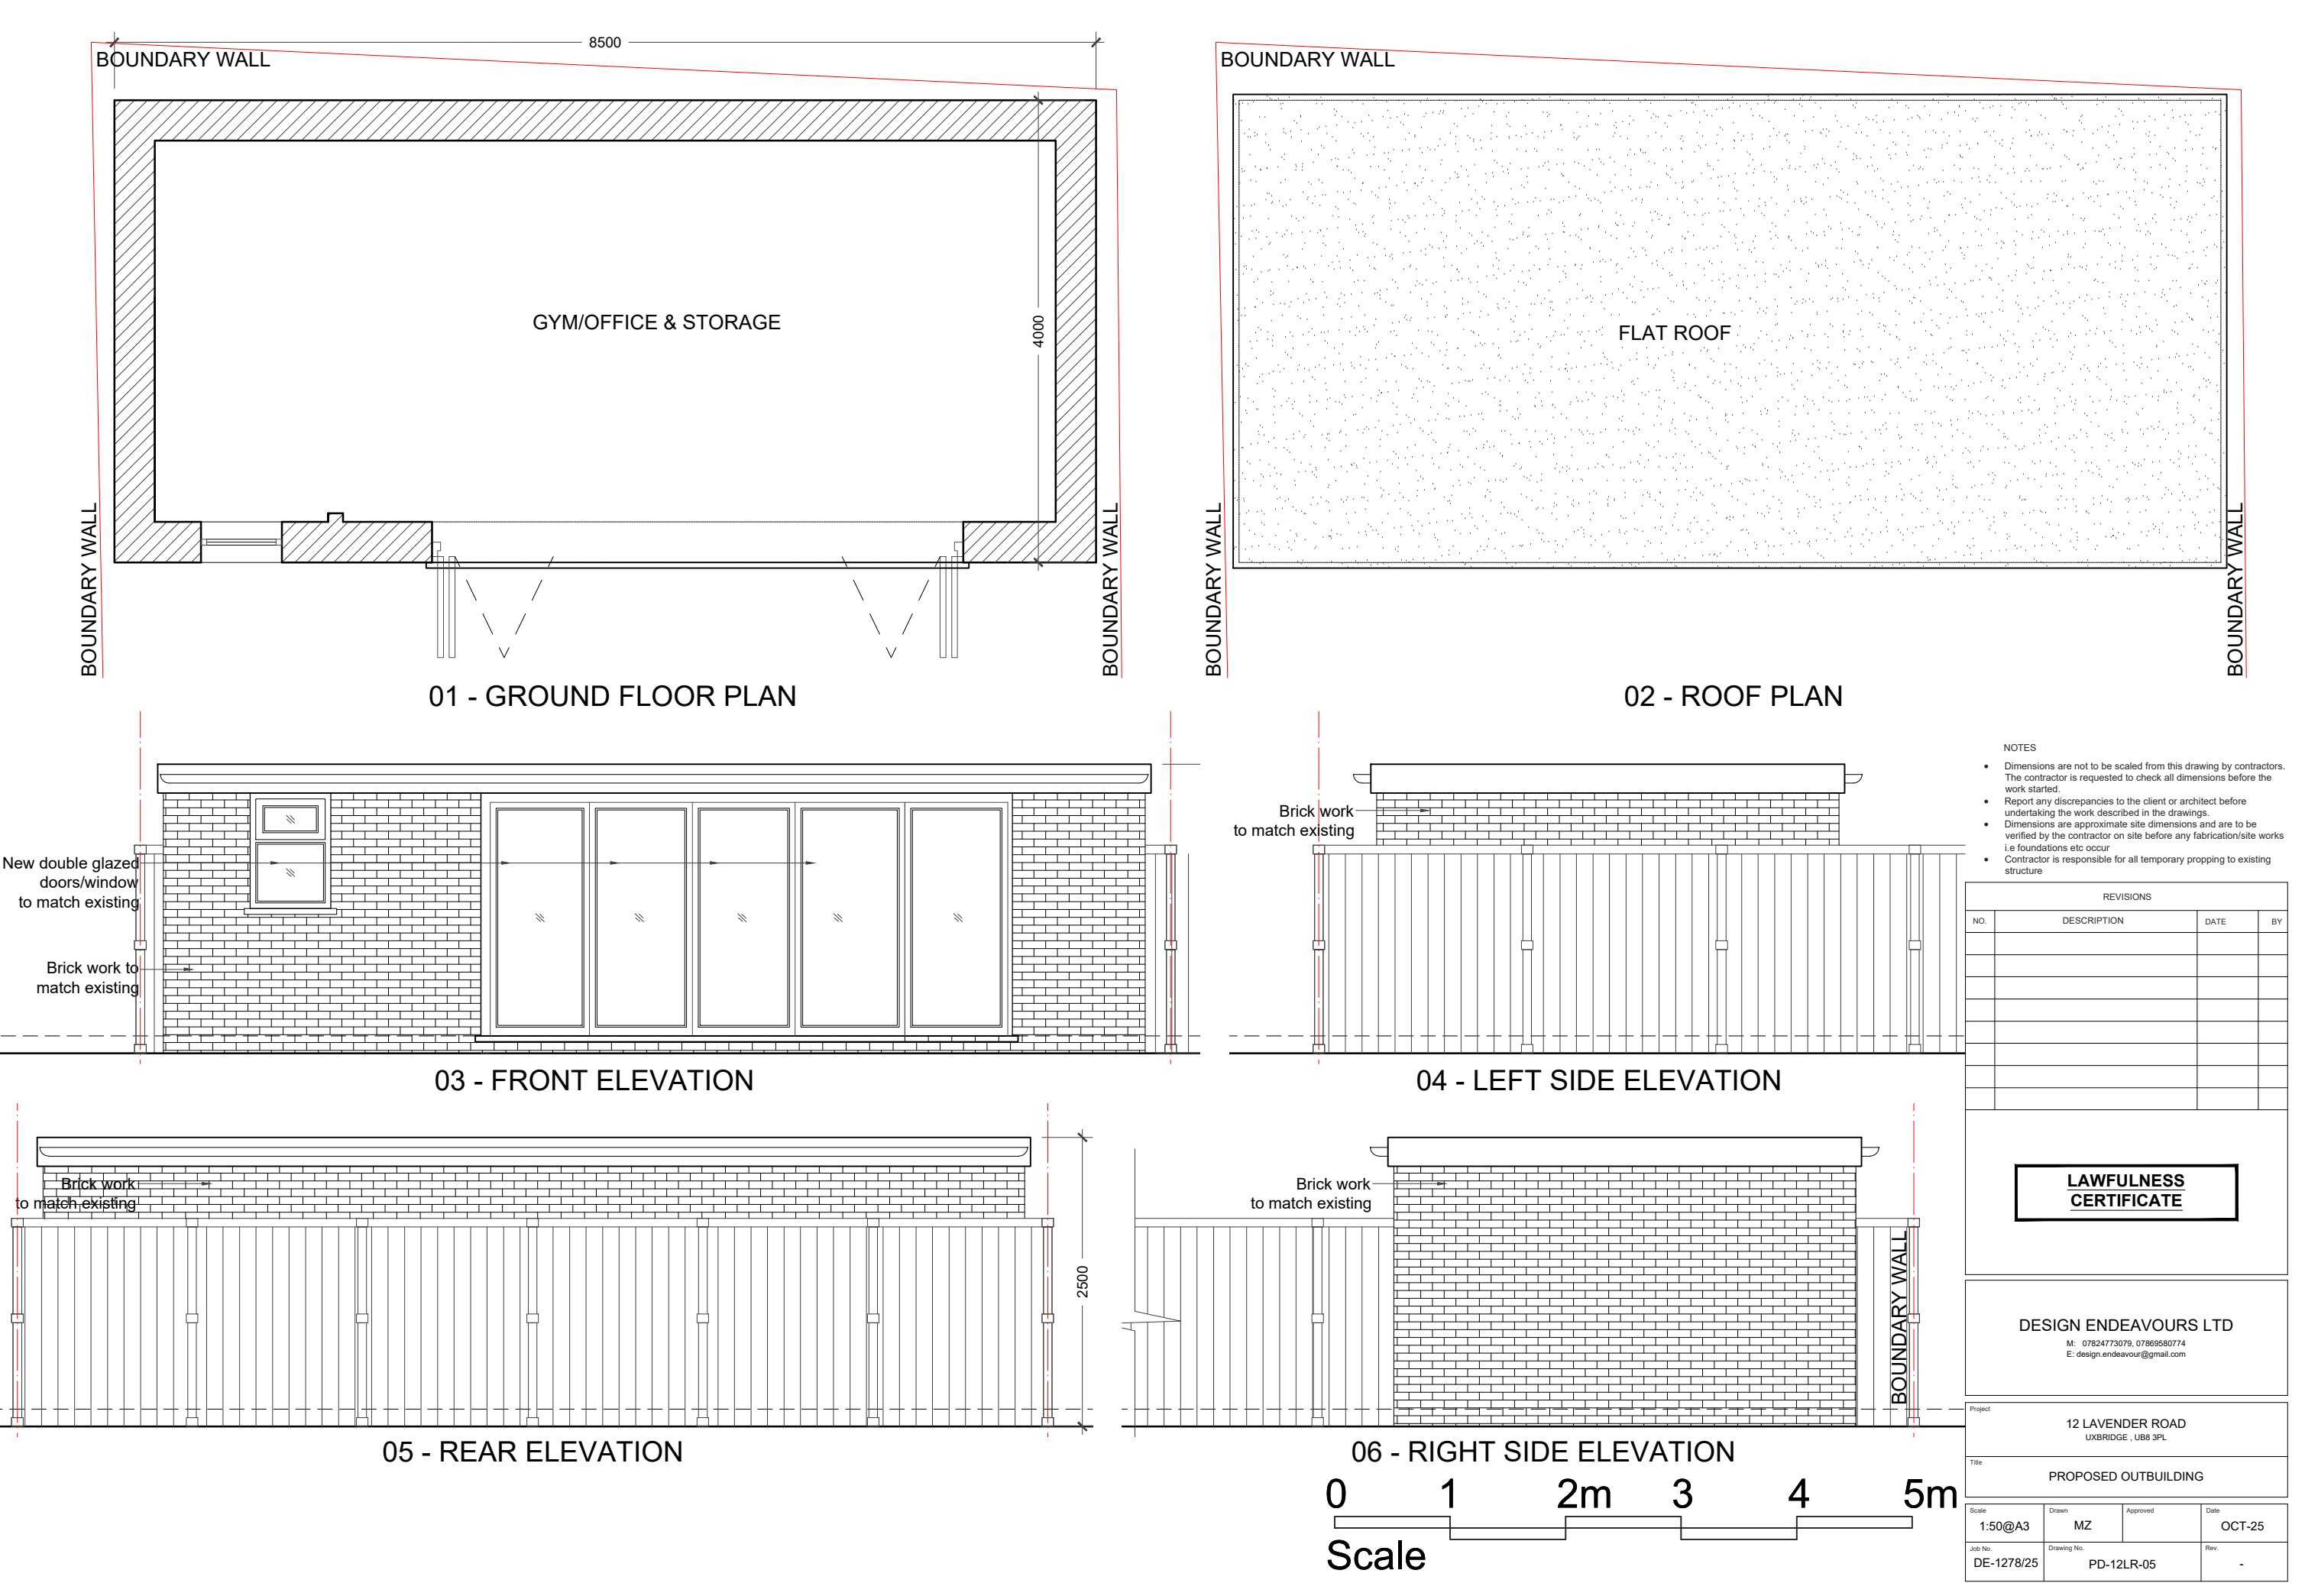 8500
BOUNDARY WALL
4000
GYM/OFFICE & STORAGE
BOUNDARY WALL
BOUNDARY WALL
01 - GROUND FLOOR PLAN
BOUNDARY WALL
FLAT ROOF
BOUNDARY WALL
BOUNDARY WALL
02 - ROOF PLAN
New double glazed
doors/window
to match existing
Brick work to
match existing
03 - FRONT ELEVATION
Brick work
to match existing
04 - LEFT SIDE ELEVATION
Brick work
to match existing
2500
05 - REAR ELEVATION
Brick work
to match existing
BOUNDARY WALL
06 - RIGHT SIDE ELEVATION
0 1 2m 3 4 5m
Scale
NOTES
• Dimensions are not to be scaled from this drawing by contractors.
The contractor is requested to check all dimensions before the
work started.
• Report any discrepancies to the client or architect before
undertaking the work described in the drawings.
• Dimensions are approximate site dimensions and are to be
verified by the contractor on site before any fabrication/site works
i.e foundations etc occur
• Contractor is responsible for all temporary propping to existing
structure
REVISIONS
NO. DESCRIPTION DATE BY
LAWFULNESS
CERTIFICATE
DESIGN ENDEAVOURS LTD
M: 07824773079, 07869580774
E: design.endeavour@gmail.com
Project
12 LAVENDER ROAD
UXBRIDGE , UB8 3PL
Title
PROPOSED OUTBUILDING
Scale Drawn Approved Date
1:50@A3 MZ OCT-25
Job No. Drawing No. Rev.
DE-1278/25 PD-12LR-05 -